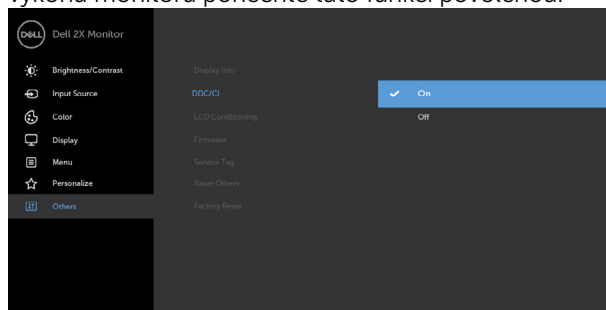 výkonu monitoru ponechte tuto funkci povolenou.
DELL
Dell 2X Monitor
Brightness/Contrast
Input Source
Color
Display
Menu
Personalize
Others
Display Info
DDC/CI
LCD Conditioning
Firmware
Service Tag
Reset Others
Factory Reset
On
Off